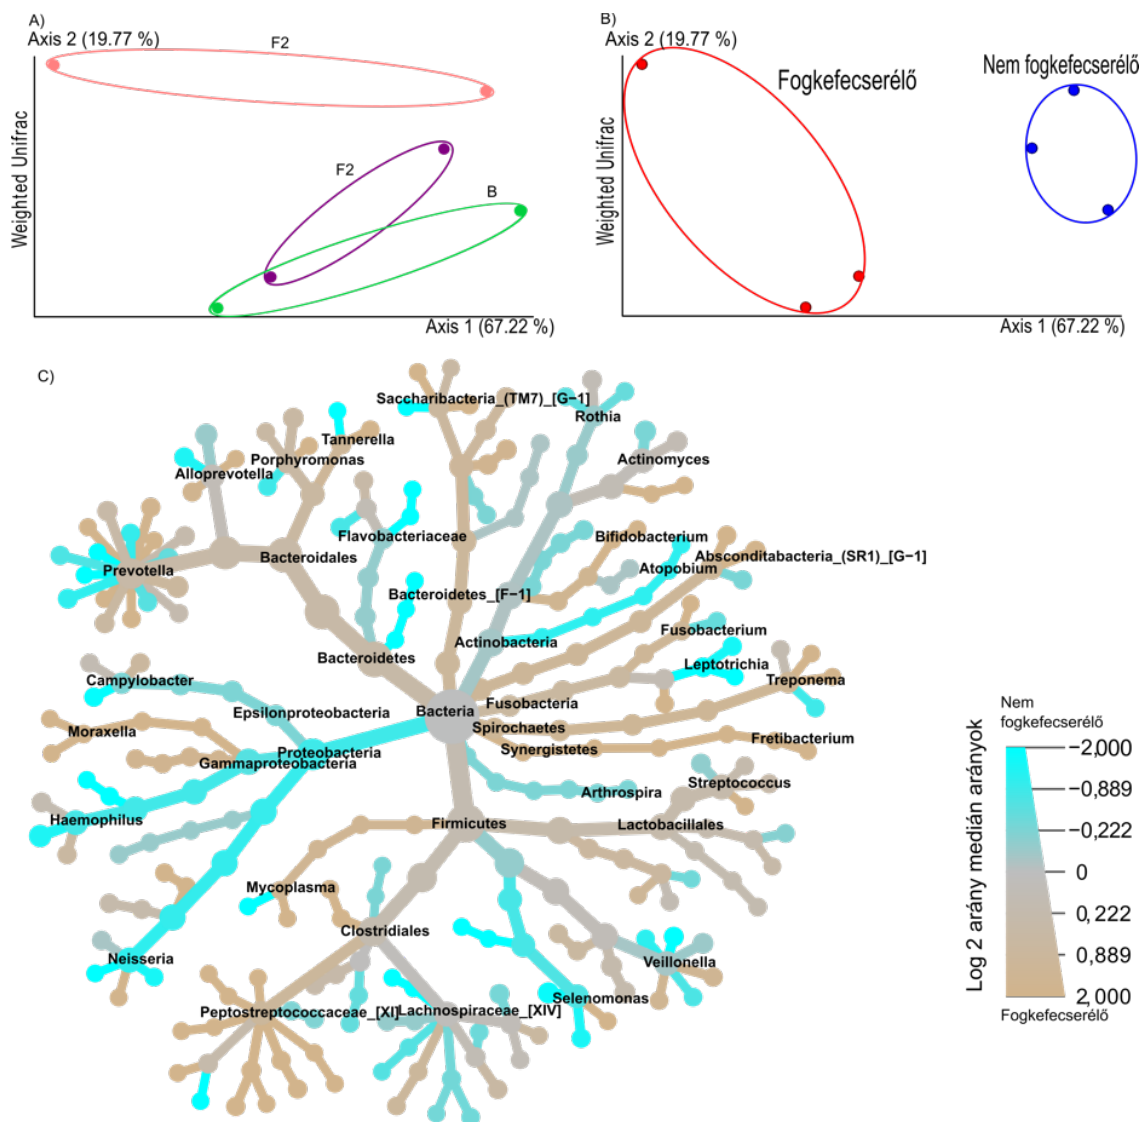 A)
Axis 2 (19.77 %)
F2
F2
B
Weighted Unifrac
Axis 1 (67.22 %)
B)
Axis 2 (19.77 %)
Fogkefecserélő
Nem fogkefecserélő
Weighted Unifrac
Axis 1 (67.22 %)
C)
Saccharibacteria_(TM7)_[G−1]
Rothia
Tannerella
Porphyromonas
Alloprevotella
Actinomyces
Flavobacteriaceae
Bifidobacterium
Bacteroidales
Absconditabacteria_(SR1)_[G−1]
Atopobium
Prevotella
Bacteroidetes_[F−1]
Fusobacterium
Actinobacteria
Bacteroidetes
Leptotrichia
Campylobacter
Treponema
Fusobacteria
Bacteria
Epsilonproteobacteria
Spirochaetes
Moraxella
Fretibacterium
Synergistetes
Proteobacteria
Gammaproteobacteria
Streptococcus
Arthrospira
Haemophilus
Firmicutes
Lactobacillales
Mycoplasma
Clostridiales
Neisseria
Veillonella
Selenomonas
Peptostreptococcaceae_[XI]
Lachnospiraceae_[XIV]
Log 2 arány medián arányok
Nem
fogkefecserélő
−2,000
−0,889
−0,222
0
0,222
0,889
2,000
Fogkefecserélő